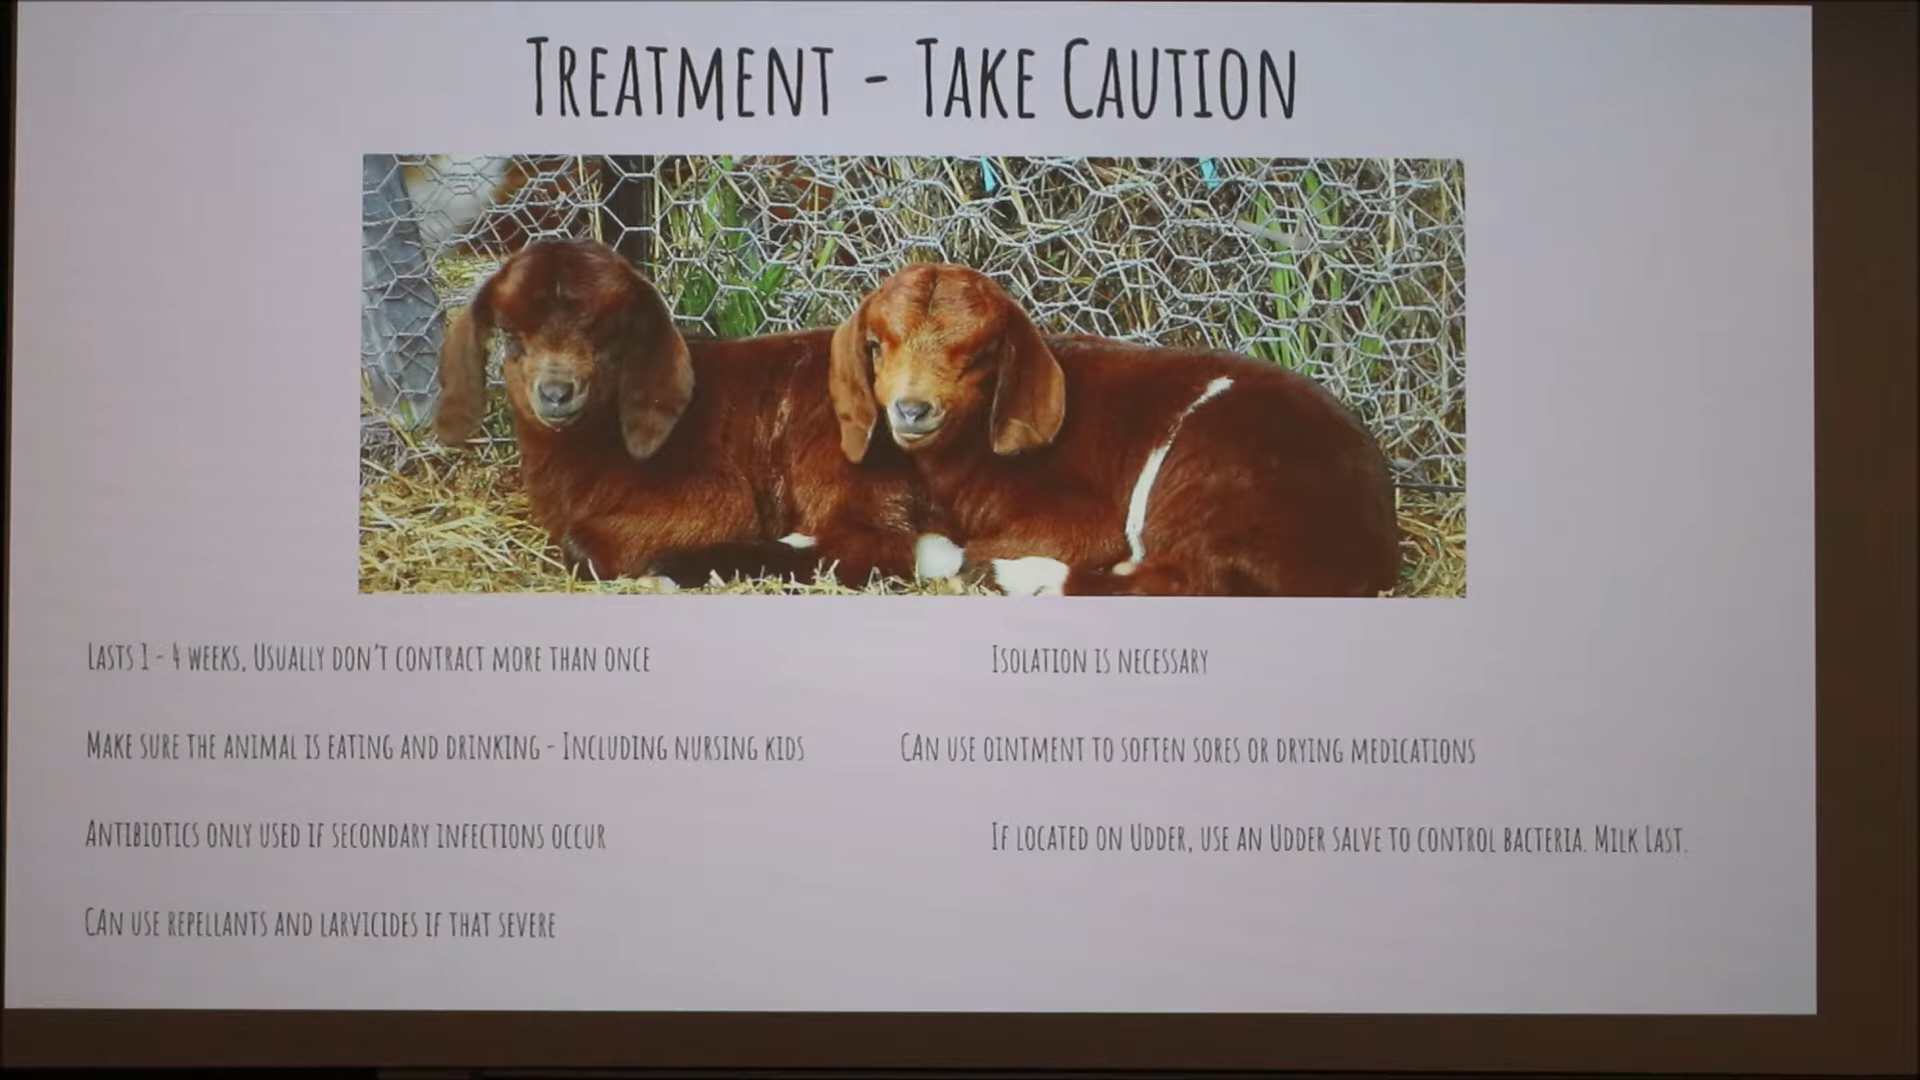 Treatment - Take Caution
Lasts 1 - 4 weeks, Usually don't contract more than once
Isolation is necessary
Make sure the animal is eating and drinking - Including nursing kids
Can use ointment to soften sores or drying medications
Antibiotics only used if secondary infections occur
If located on Udder, use an Udder salve to control bacteria. Milk Last.
Can use repellants and larvicides if that severe